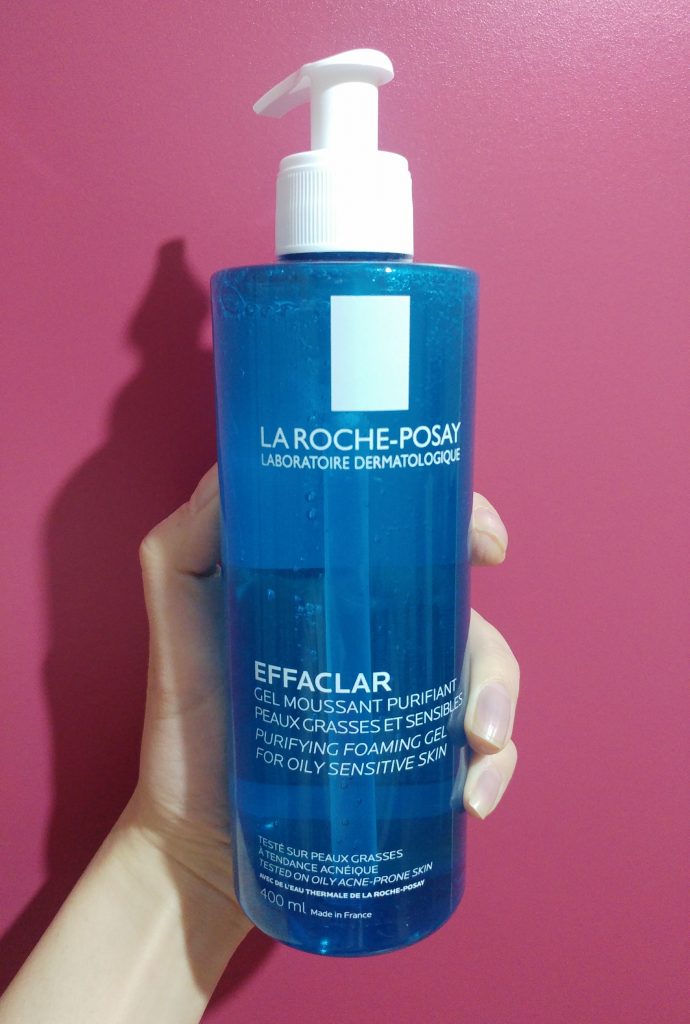 LA ROCHE-POSAY
LABORATOIRE DERMATOLOGIQUE
EFFACLAR
GEL MOUSSANT PURIFIANT
PEAUX GRASSES ET SENSIBLES
PURIFYING FOAMING GEL
FOR OILY SENSITIVE SKIN
TESTÉ SUR PEAUX GRASSES
À TENDANCE ACNÉIQUE
TESTED ON OILY ACNE-PRONE SKIN
AVEC DE L'EAU THERMALE DE LA ROCHE-POSAY
400 ml Made in France